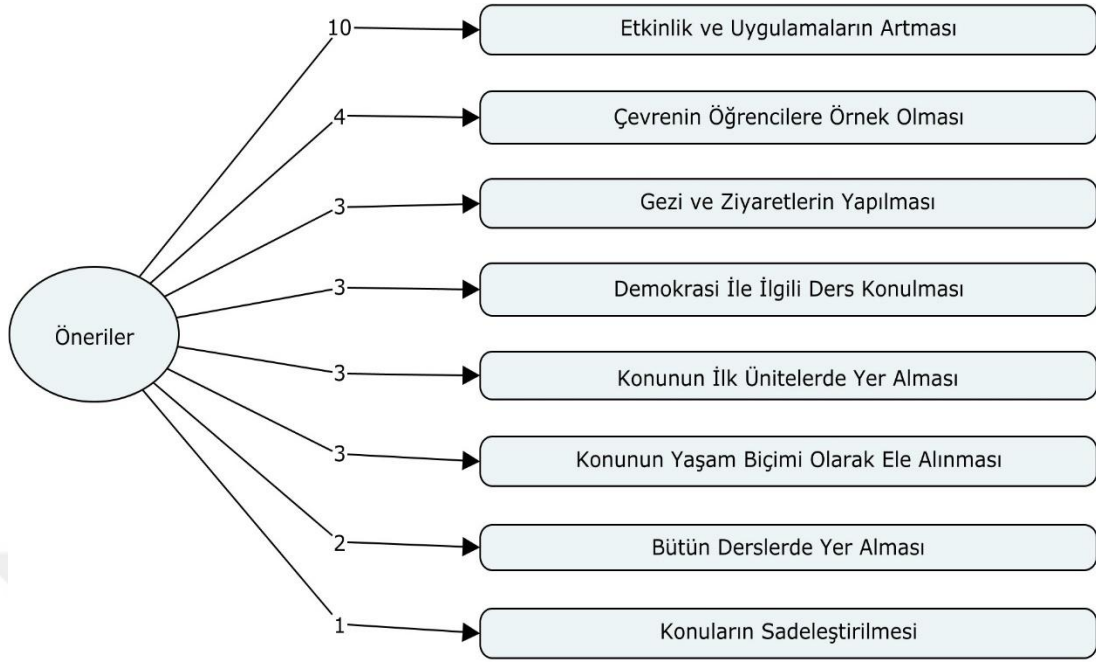 10
Etkinlik ve Uygulamaların Artması
4
Çevrenin Öğrencilere Örnek Olması
3
Gezi ve Ziyaretlerin Yapılması
3
Demokrasi İle İlgili Ders Konulması
Öneriler
3
Konunun İlk Ünitelerde Yer Alması
3
Konunun Yaşam Biçimi Olarak Ele Alınması
2
Bütün Derslerde Yer Alması
1
Konuların Sadeleştirilmesi